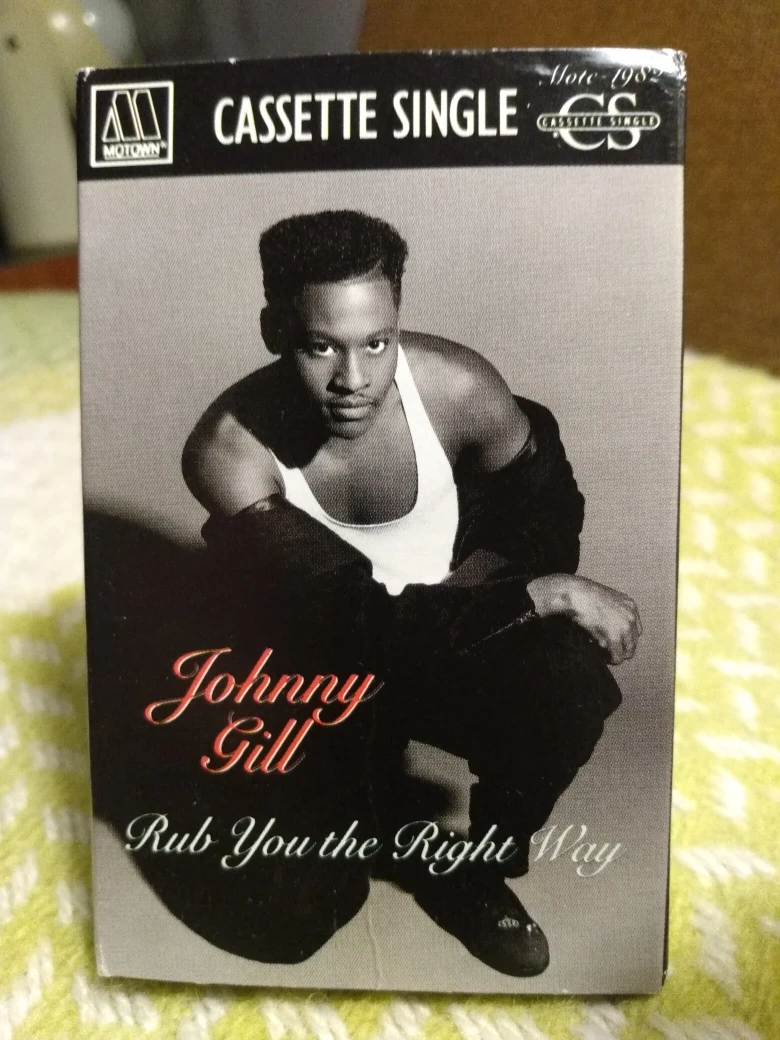 Motc-1982
MOTOWN
CASSETTE SINGLE
CS
CASSETTE SINGLE
Johnny
Gill
Rub You the Right Way